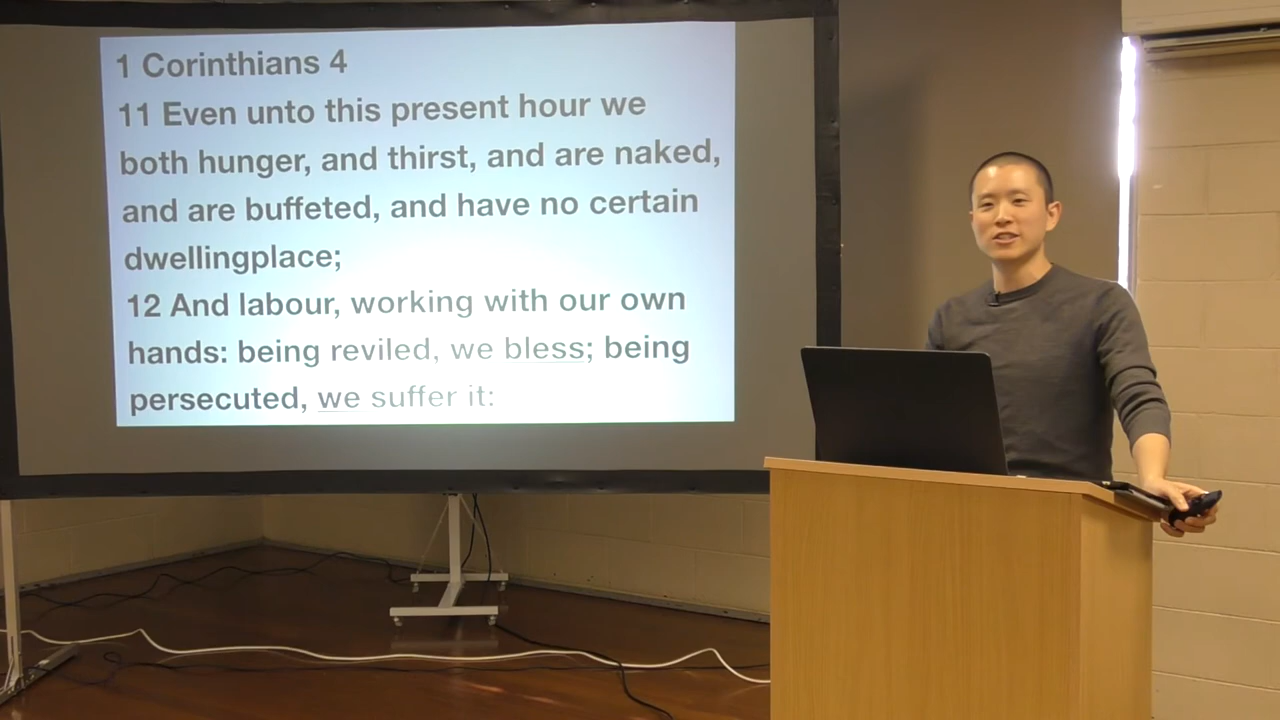 1 Corinthians 4
11 Even unto this present hour we
both hunger, and thirst, and are naked,
and are buffeted, and have no certain
dwellingplace;
12 And labour, working with our own
hands: being reviled, we bless; being
persecuted, we suffer it: